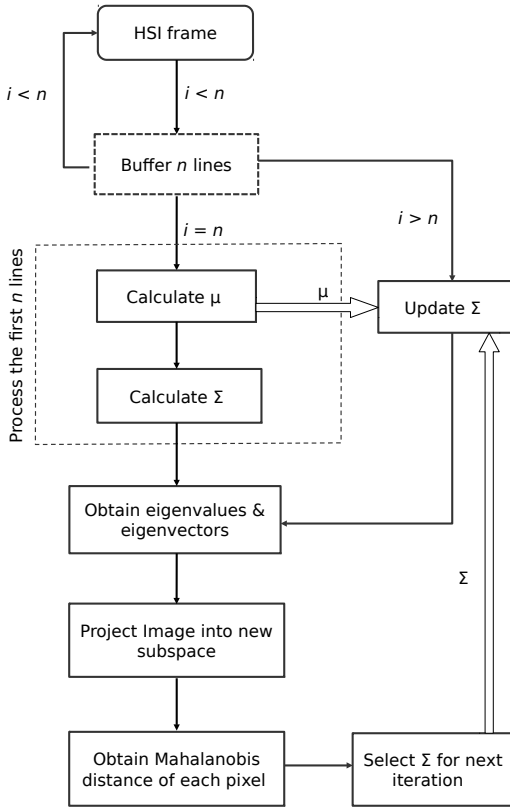 HSI frame
i < n
i < n
Buffer n lines
i = n
i > n
Process the first n lines
Calculate μ
μ
Update Σ
Calculate Σ
Obtain eigenvalues &
eigenvectors
Σ
Project Image into new
subspace
Obtain Mahalanobis
distance of each pixel
Select Σ for next
iteration